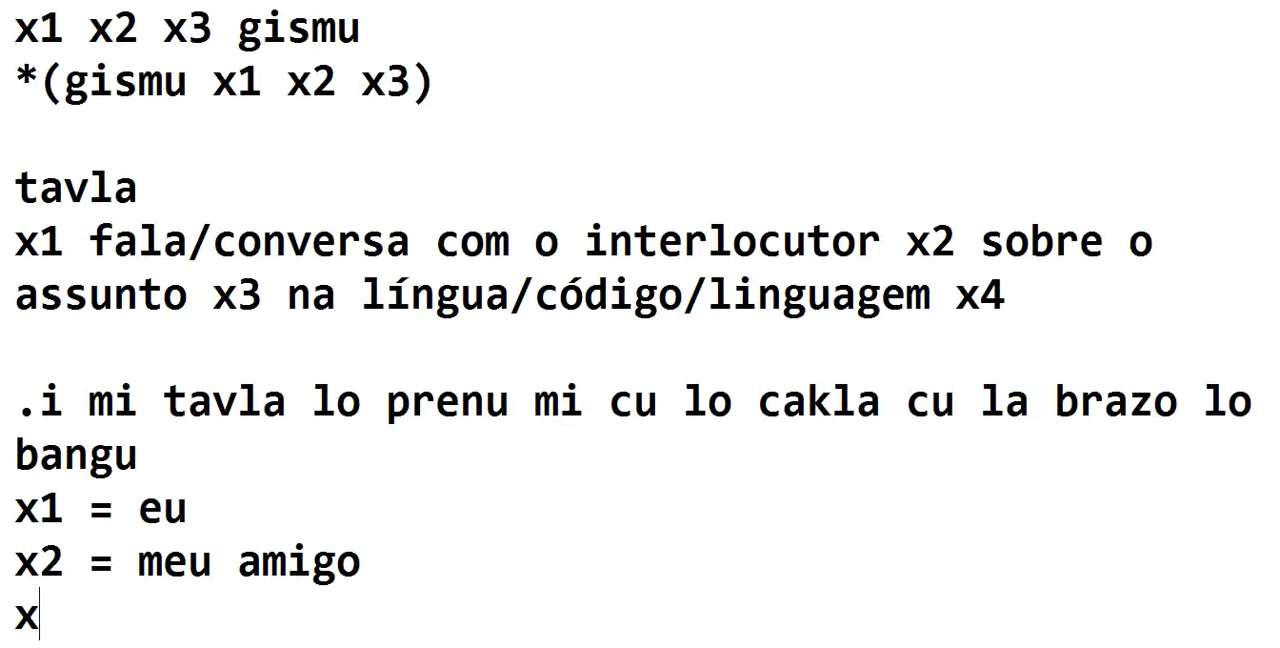 x1 x2 x3 gismu
*(gismu x1 x2 x3)
tavla
x1 fala/conversa com o interlocutor x2 sobre o
assunto x3 na língua/código/linguagem x4
.i mi tavla lo prenu mi cu lo cakla cu la brazo lo
bangu
x1 = eu
x2 = meu amigo
x